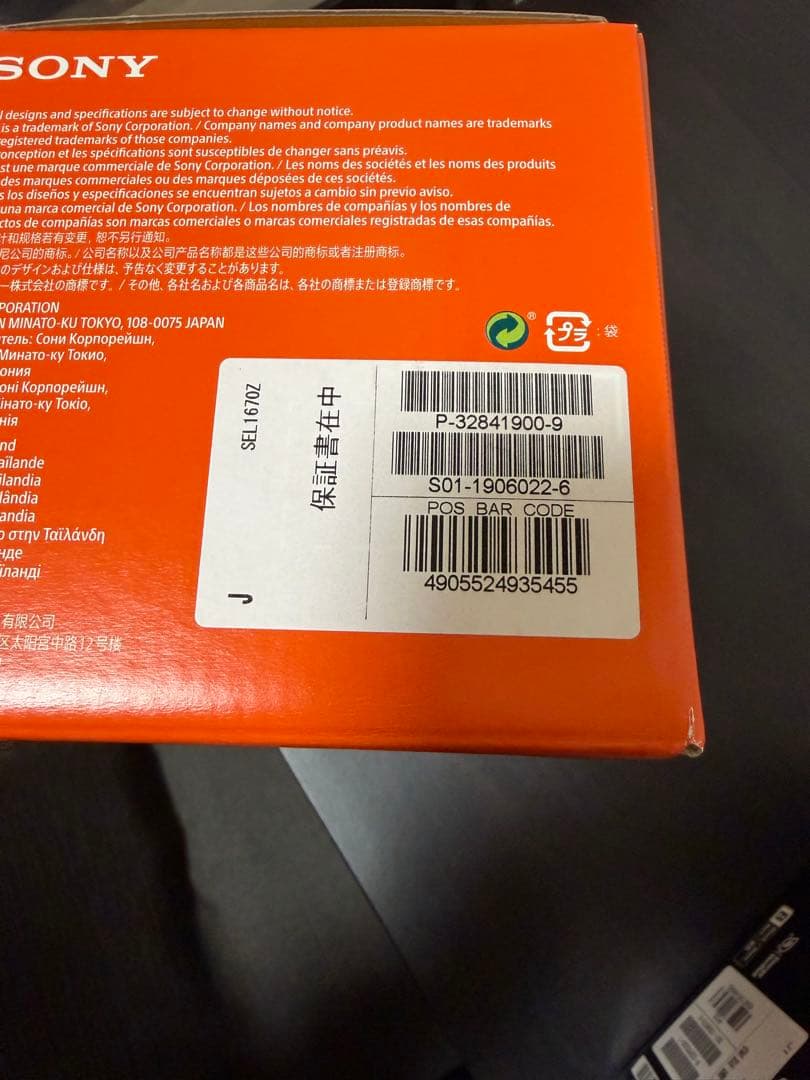 SONY
l designs and specifications are subject to change without notice.
is a trademark of Sony Corporation. / Company names and company product names are trademarks
registered trademarks of those companies.
onception et les spécifications sont susceptibles de changer sans préavis.
st une marque commerciale de Sony Corporation. / Les noms des sociétés et les noms des produits
des marques commerciales ou des marques déposées de ces sociétés.
s los diseños y especificaciones se encuentran sujetos a cambio sin previo aviso.
una marca comercial de Sony Corporation. / Los nombres de compañías y los nombres de
ctos de compañías son marcas comerciales o marcas comerciales registradas de esas compañías.
计和规格若有变更,恕不另行通知。
尼公司的商标。/ 公司名称以及公司产品名称都是这些公司的商标或者注册商标。
のデザインおよび仕様は、予告なく変更することがあります。
ー株式会社の商標です。/ その他、各社名および各商品名は、各社の商標または登録商標です。
PORATION
N MINATO-KU TOKYO, 108-0075 JAPAN
тель: Сони Корпорейшн,
Минато-ку Токио,
ония
оні Корпорейшн,
інато-ку Токіо,
нія
nd
aïlande
ilandia
lândia
andia
ο στην Ταϊλάνδη
нде
їланді
有限公司
区太阳宫中路12号楼
®
プラ : 袋
SEL1670Z
保証書在中
J
P-32841900-9
S01-1906022-6
POS BAR CODE
4905524935455